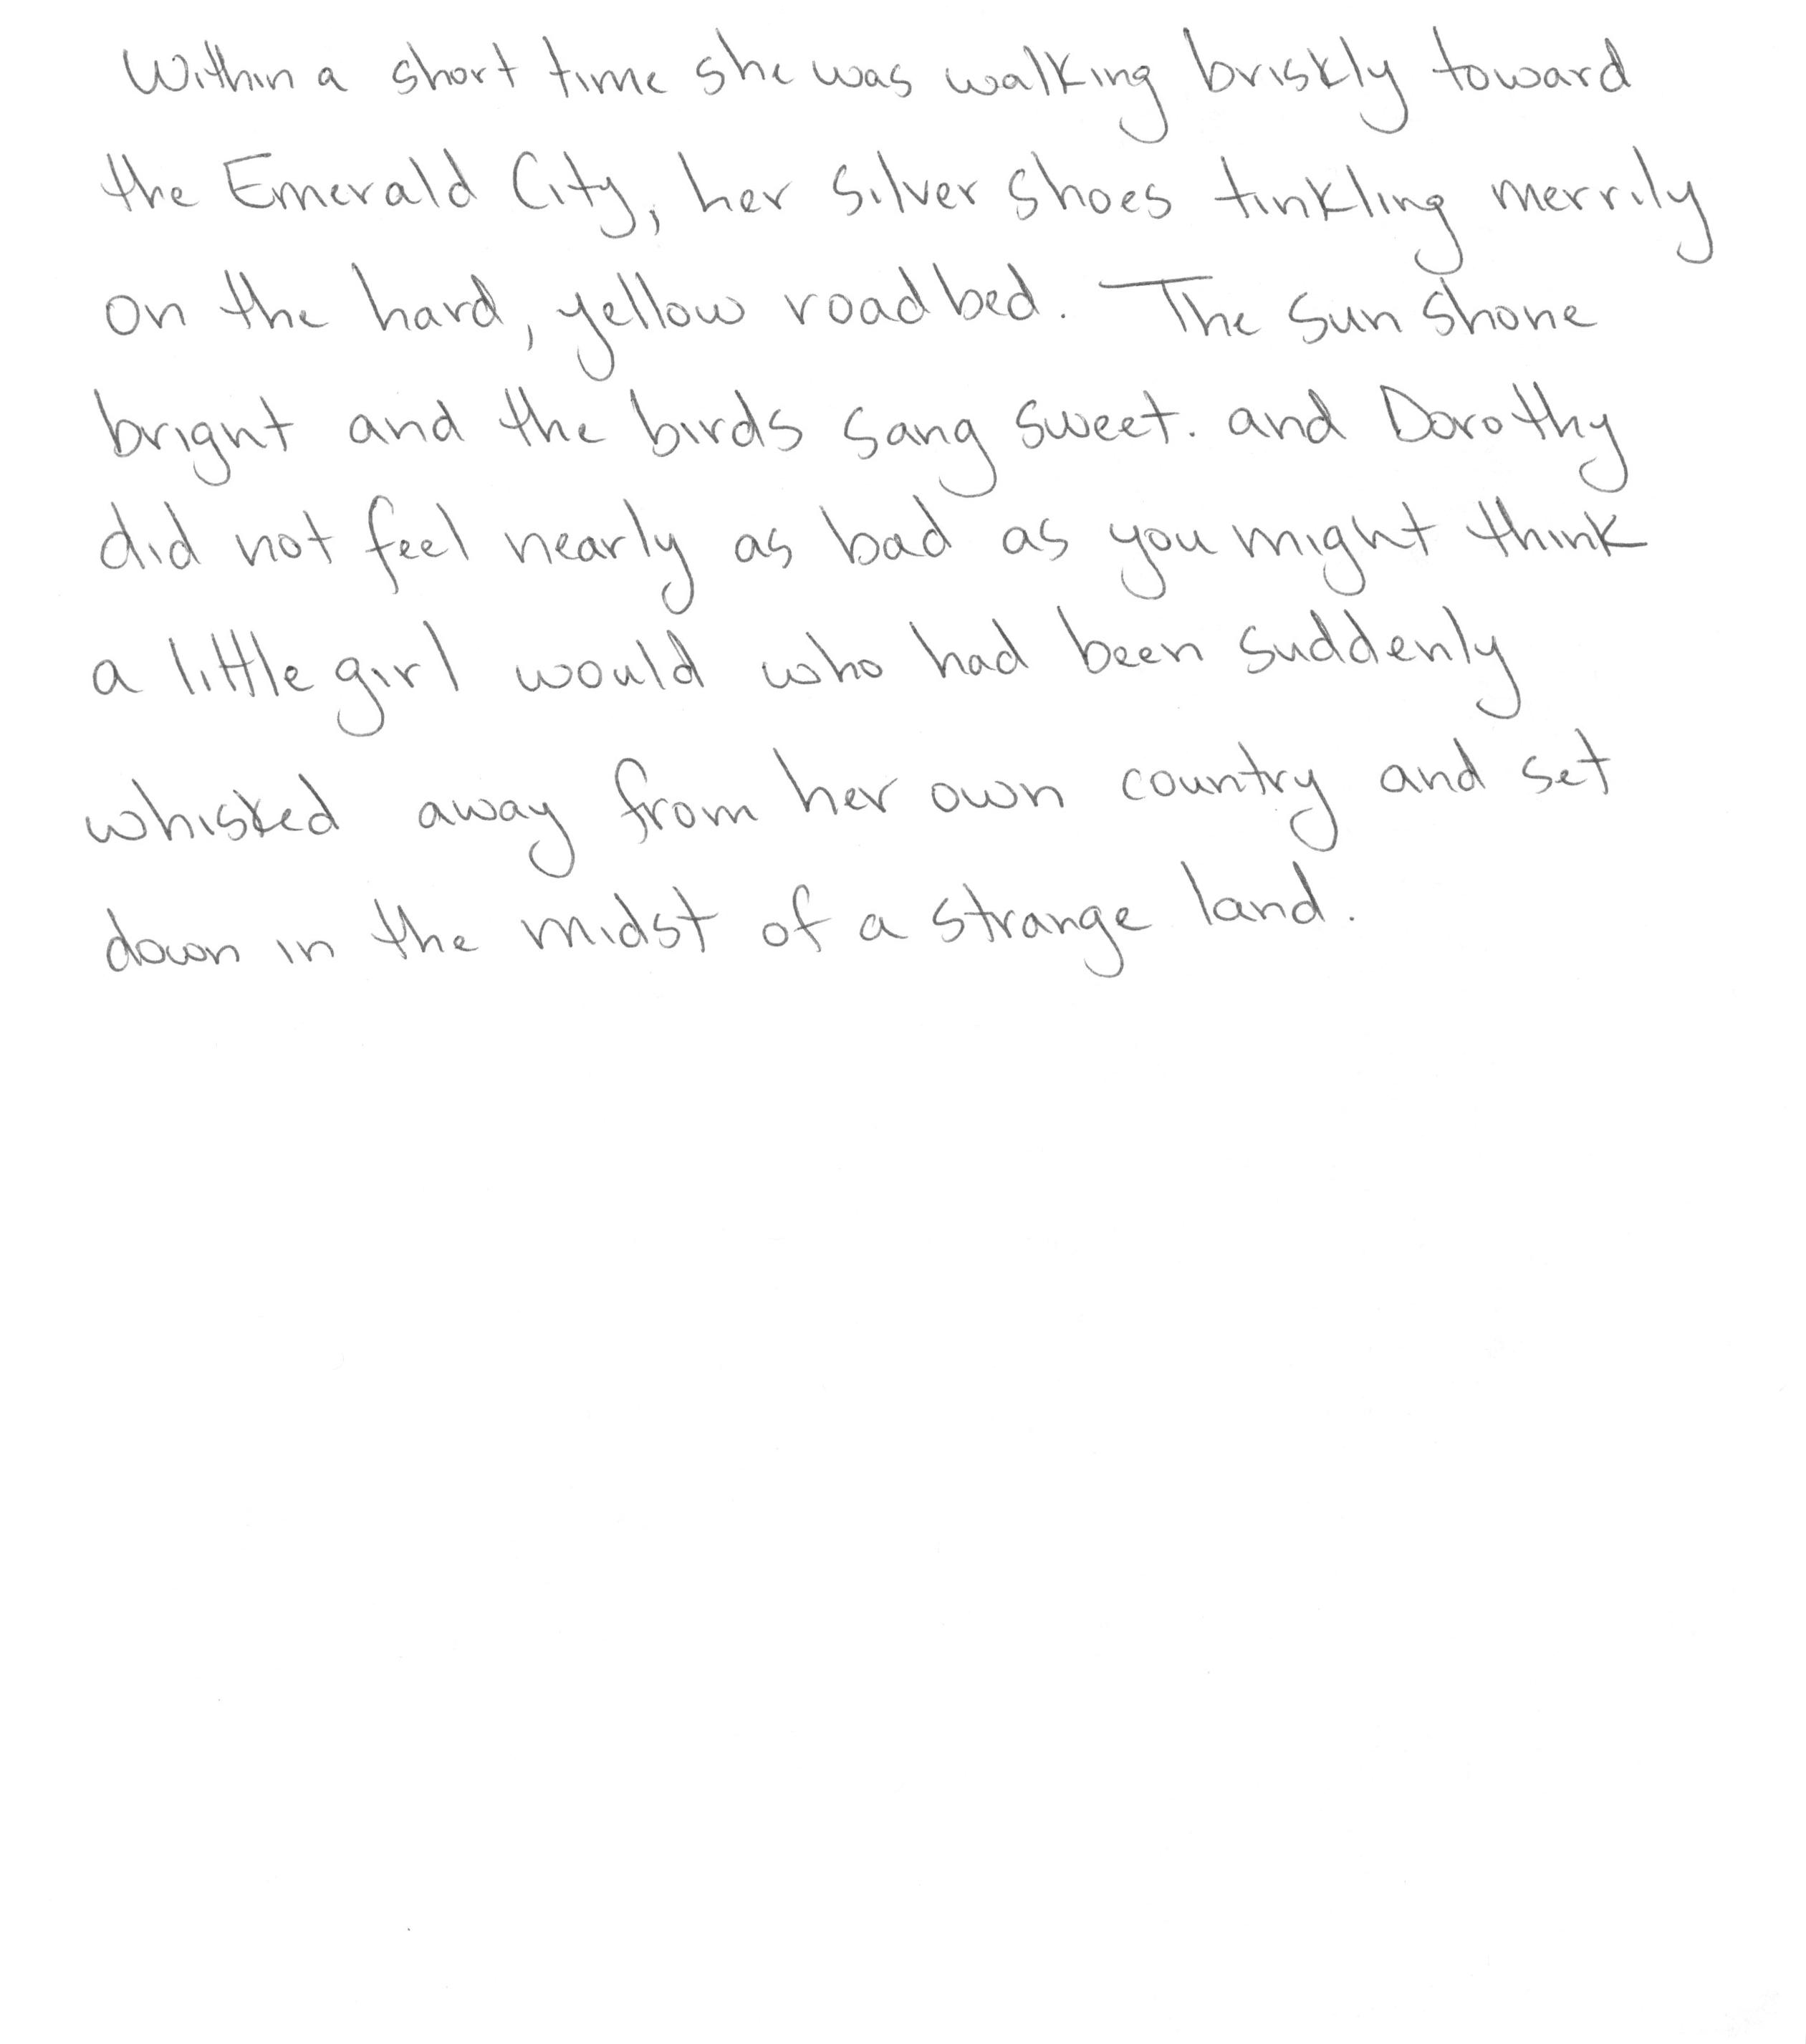 Within a short time she was walking briskly toward
the Emerald City, her silver shoes tinkling merrily
on the hard, yellow roadbed. The sun shone
bright and the birds sang sweet. and Dorothy
did not feel nearly as bad as you might think
a little girl would who had been suddenly
whisked away from her own country and set
down in the midst of a strange land.